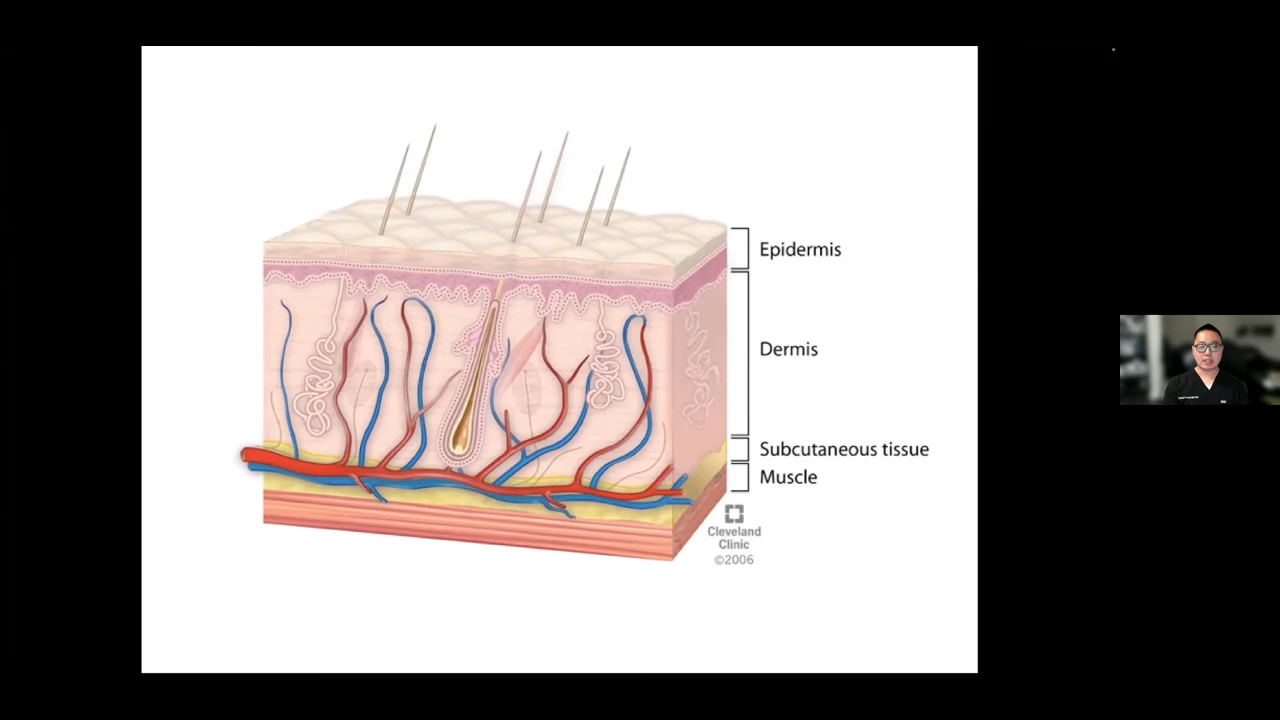 Epidermis
Dermis
Subcutaneous tissue
Muscle
Cleveland
Clinic
©2006